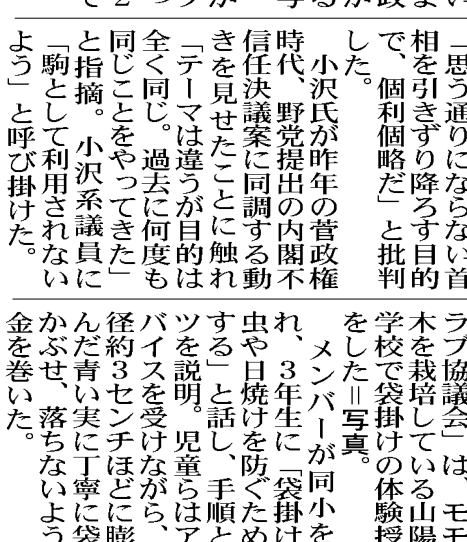 「思う通りにならない首
相を引きずり降ろす目的
で、個利個略だ」と批判
した。
小沢氏が昨年の菅政権
時代、野党提出の内閣不
信任決議案に同調する動
きを見せたことに触れ
「テーマは違うが目的は
全く同じ。過去に何度も
同じことをやってきた」
と指摘。小沢系議員に
「駒として利用されない
よう」と呼び掛けた。
ラブ協議会」は、モモ
木を栽培している山陽
学校で袋掛けの体験授
をした＝写真。
メンバーが同小を
れ、３年生に「袋掛け
虫や日焼けを防ぐため
する」と話し、手順と
ツを説明。児童らはア
バイスを受けながら、
径約３センチほどに膨
んだ青い実に丁寧に袋
かぶせ、落ちないよう
金を巻いた。